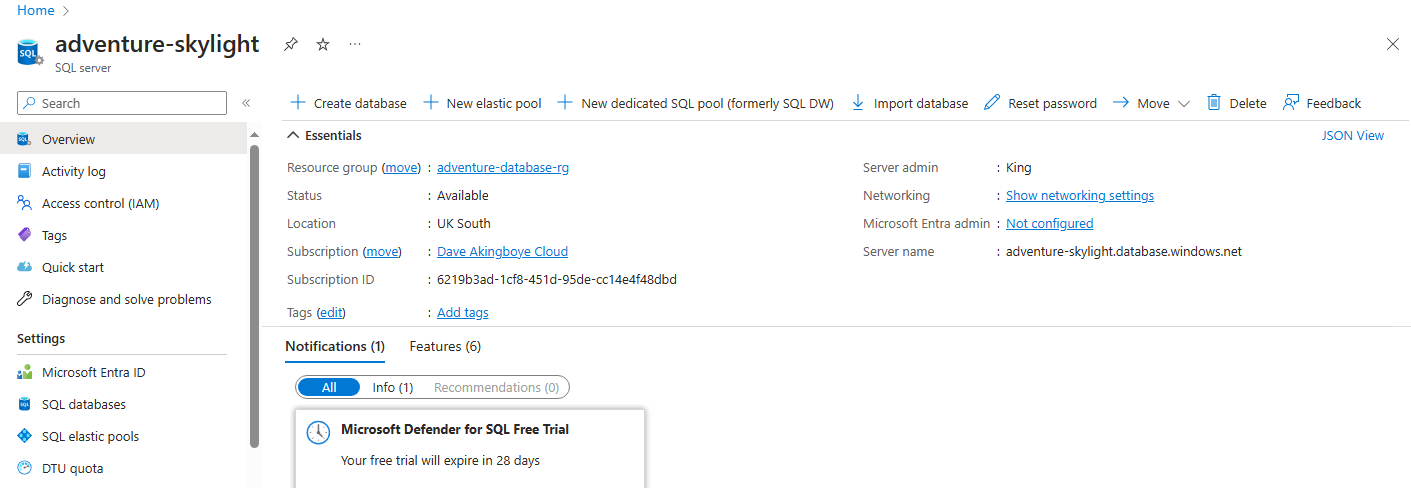 Home
adventure-skylight
SQL server
Search
Create database New elastic pool New dedicated SQL pool (formerly SQL DW) Import database Reset password Move Delete Feedback
Overview
Activity log
Access control (IAM)
Tags
Quick start
Diagnose and solve problems
Settings
Microsoft Entra ID
SQL databases
SQL elastic pools
DTU quota
Essentials
JSON View
Resource group (move) : adventure-database-rg
Status : Available
Location : UK South
Subscription (move) : Dave Akingboye Cloud
Subscription ID : 6219b3ad-1cf8-451d-95de-cc14e4f48dbd
Tags (edit) : Add tags
Server admin : King
Networking : Show networking settings
Microsoft Entra admin : Not configured
Server name : adventure-skylight.database.windows.net
Notifications (1) Features (6)
All Info (1) Recommendations (0)
Microsoft Defender for SQL Free Trial
Your free trial will expire in 28 days